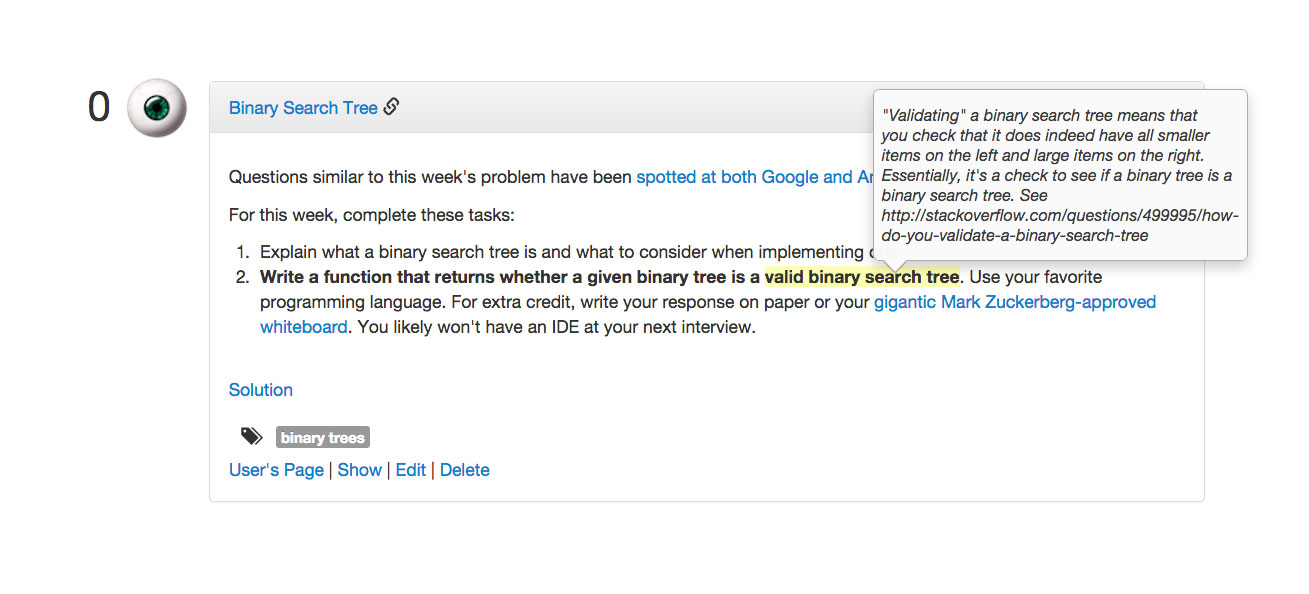 0
Binary Search Tree
"Validating" a binary search tree means that
you check that it does indeed have all smaller
items on the left and large items on the right.
Essentially, it's a check to see if a binary tree is a
binary search tree. See
http://stackoverflow.com/questions/499995/how-
do-you-validate-a-binary-search-tree
Questions similar to this week's problem have been spotted at both Google and
For this week, complete these tasks:
1. Explain what a binary search tree is and what to consider when implementing
2. Write a function that returns whether a given binary tree is a valid binary search tree. Use your favorite
programming language. For extra credit, write your response on paper or your gigantic Mark Zuckerberg-approved
whiteboard. You likely won't have an IDE at your next interview.
Solution
binary trees
User's Page | Show | Edit | Delete